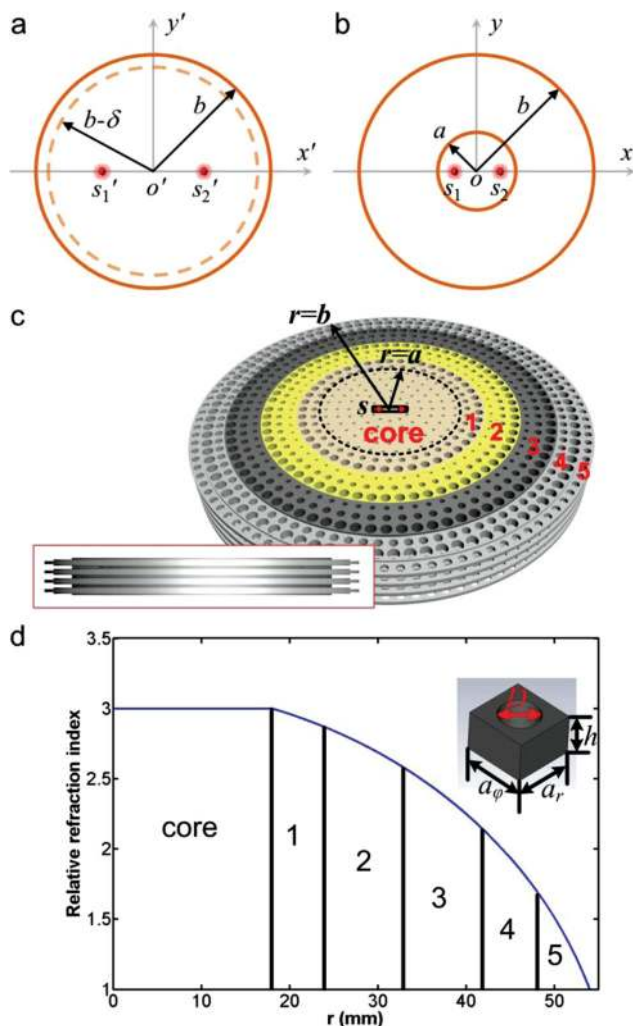 a
y′
b-δ
b
x′
s₁′
o′
s₂′
b
y
a
b
x
s₁
o
s₂
c
r=b
r=a
s
core
1
2
3
4
5
d
Relative refraction index
3.5
3
2.5
2
1.5
1
core
1
2
3
4
5
D
h
aφ
aᵣ
0
10
20
30
40
50
r (mm)